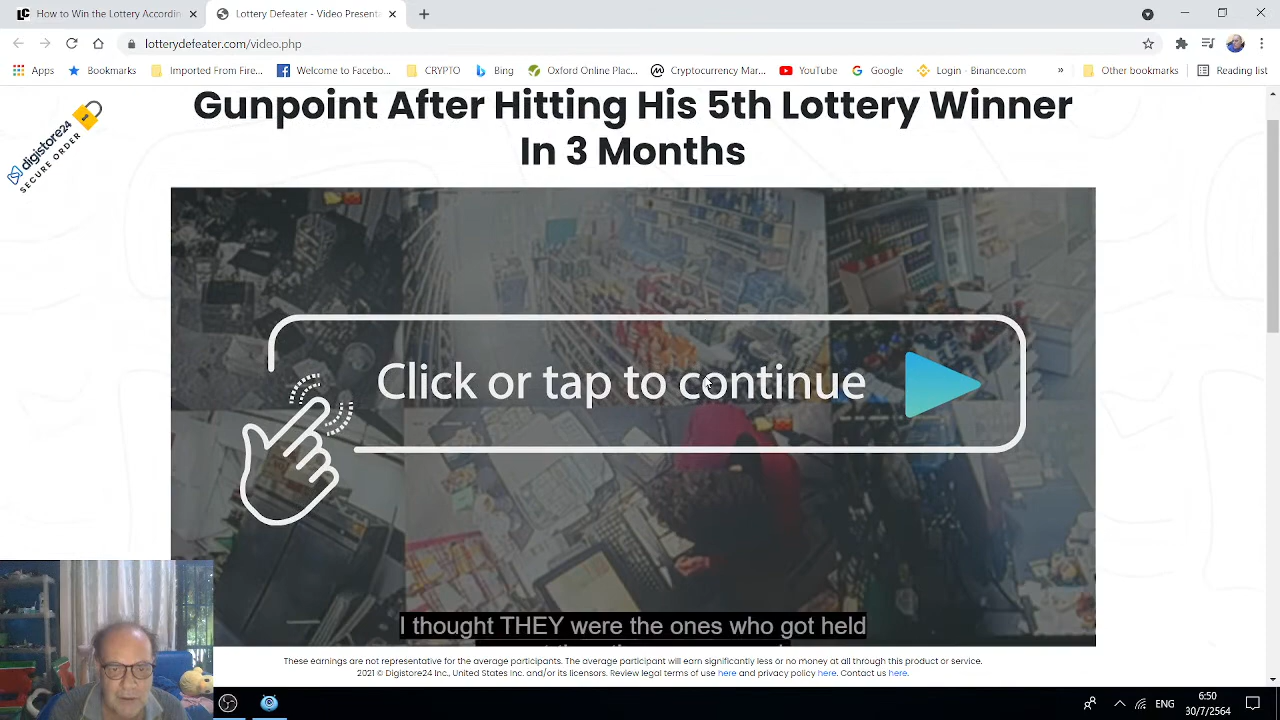 How to Win the Lottery Accordin
Lottery Defeater - Video Present
lotterydefeater.com/video.php
Apps
Bookmarks
Imported From Fire...
Welcome to Facebo...
CRYPTO
Bing
Oxford Online Plac...
Cryptocurrency Mar...
YouTube
Google
Login - Binance.com
»
Other bookmarks
Reading list
digistore24
SECURE ORDER
Gunpoint After Hitting His 5th Lottery Winner
In 3 Months
Click or tap to continue
I thought THEY were the ones who got held
These earnings are not representative for the average participants. The average participant will earn significantly less or no money at all through this product or service.
2021 © Digistore24 Inc., United States Inc. and/or its licensors. Review legal terms of use here and privacy policy here. Contact us here.
ENG
6:50
30/7/2564